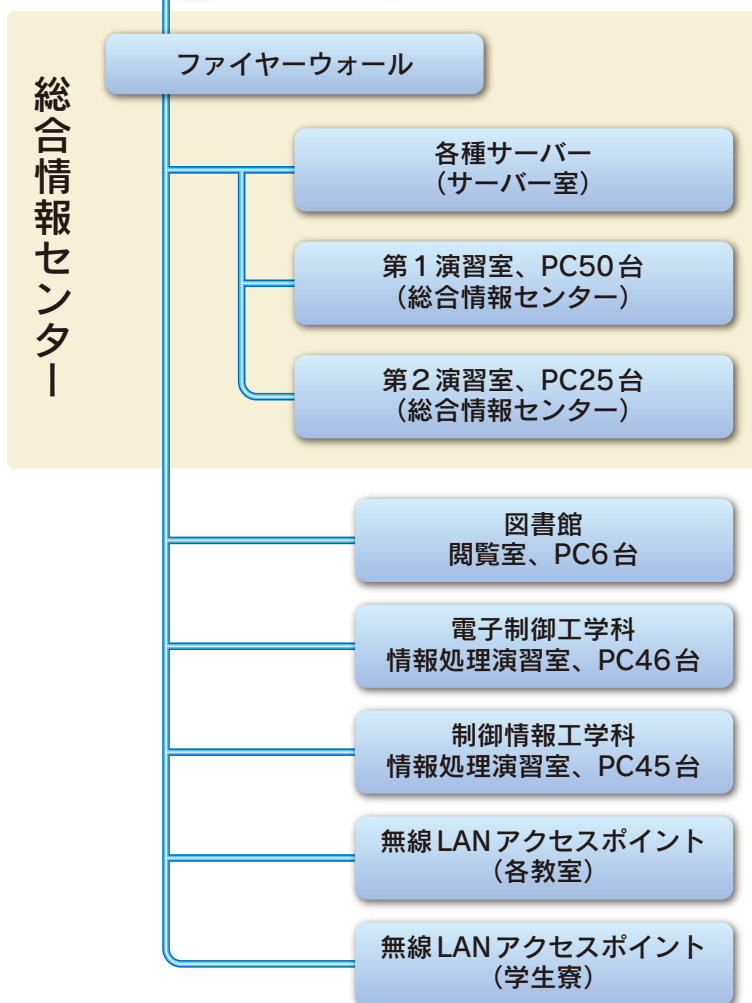 総合情報センター
ファイヤーウォール
各種サーバー
（サーバー室）
第1演習室、PC50台
（総合情報センター）
第2演習室、PC25台
（総合情報センター）
図書館
閲覧室、PC6台
電子制御工学科
情報処理演習室、PC46台
制御情報工学科
情報処理演習室、PC45台
無線LANアクセスポイント
（各教室）
無線LANアクセスポイント
（学生寮）